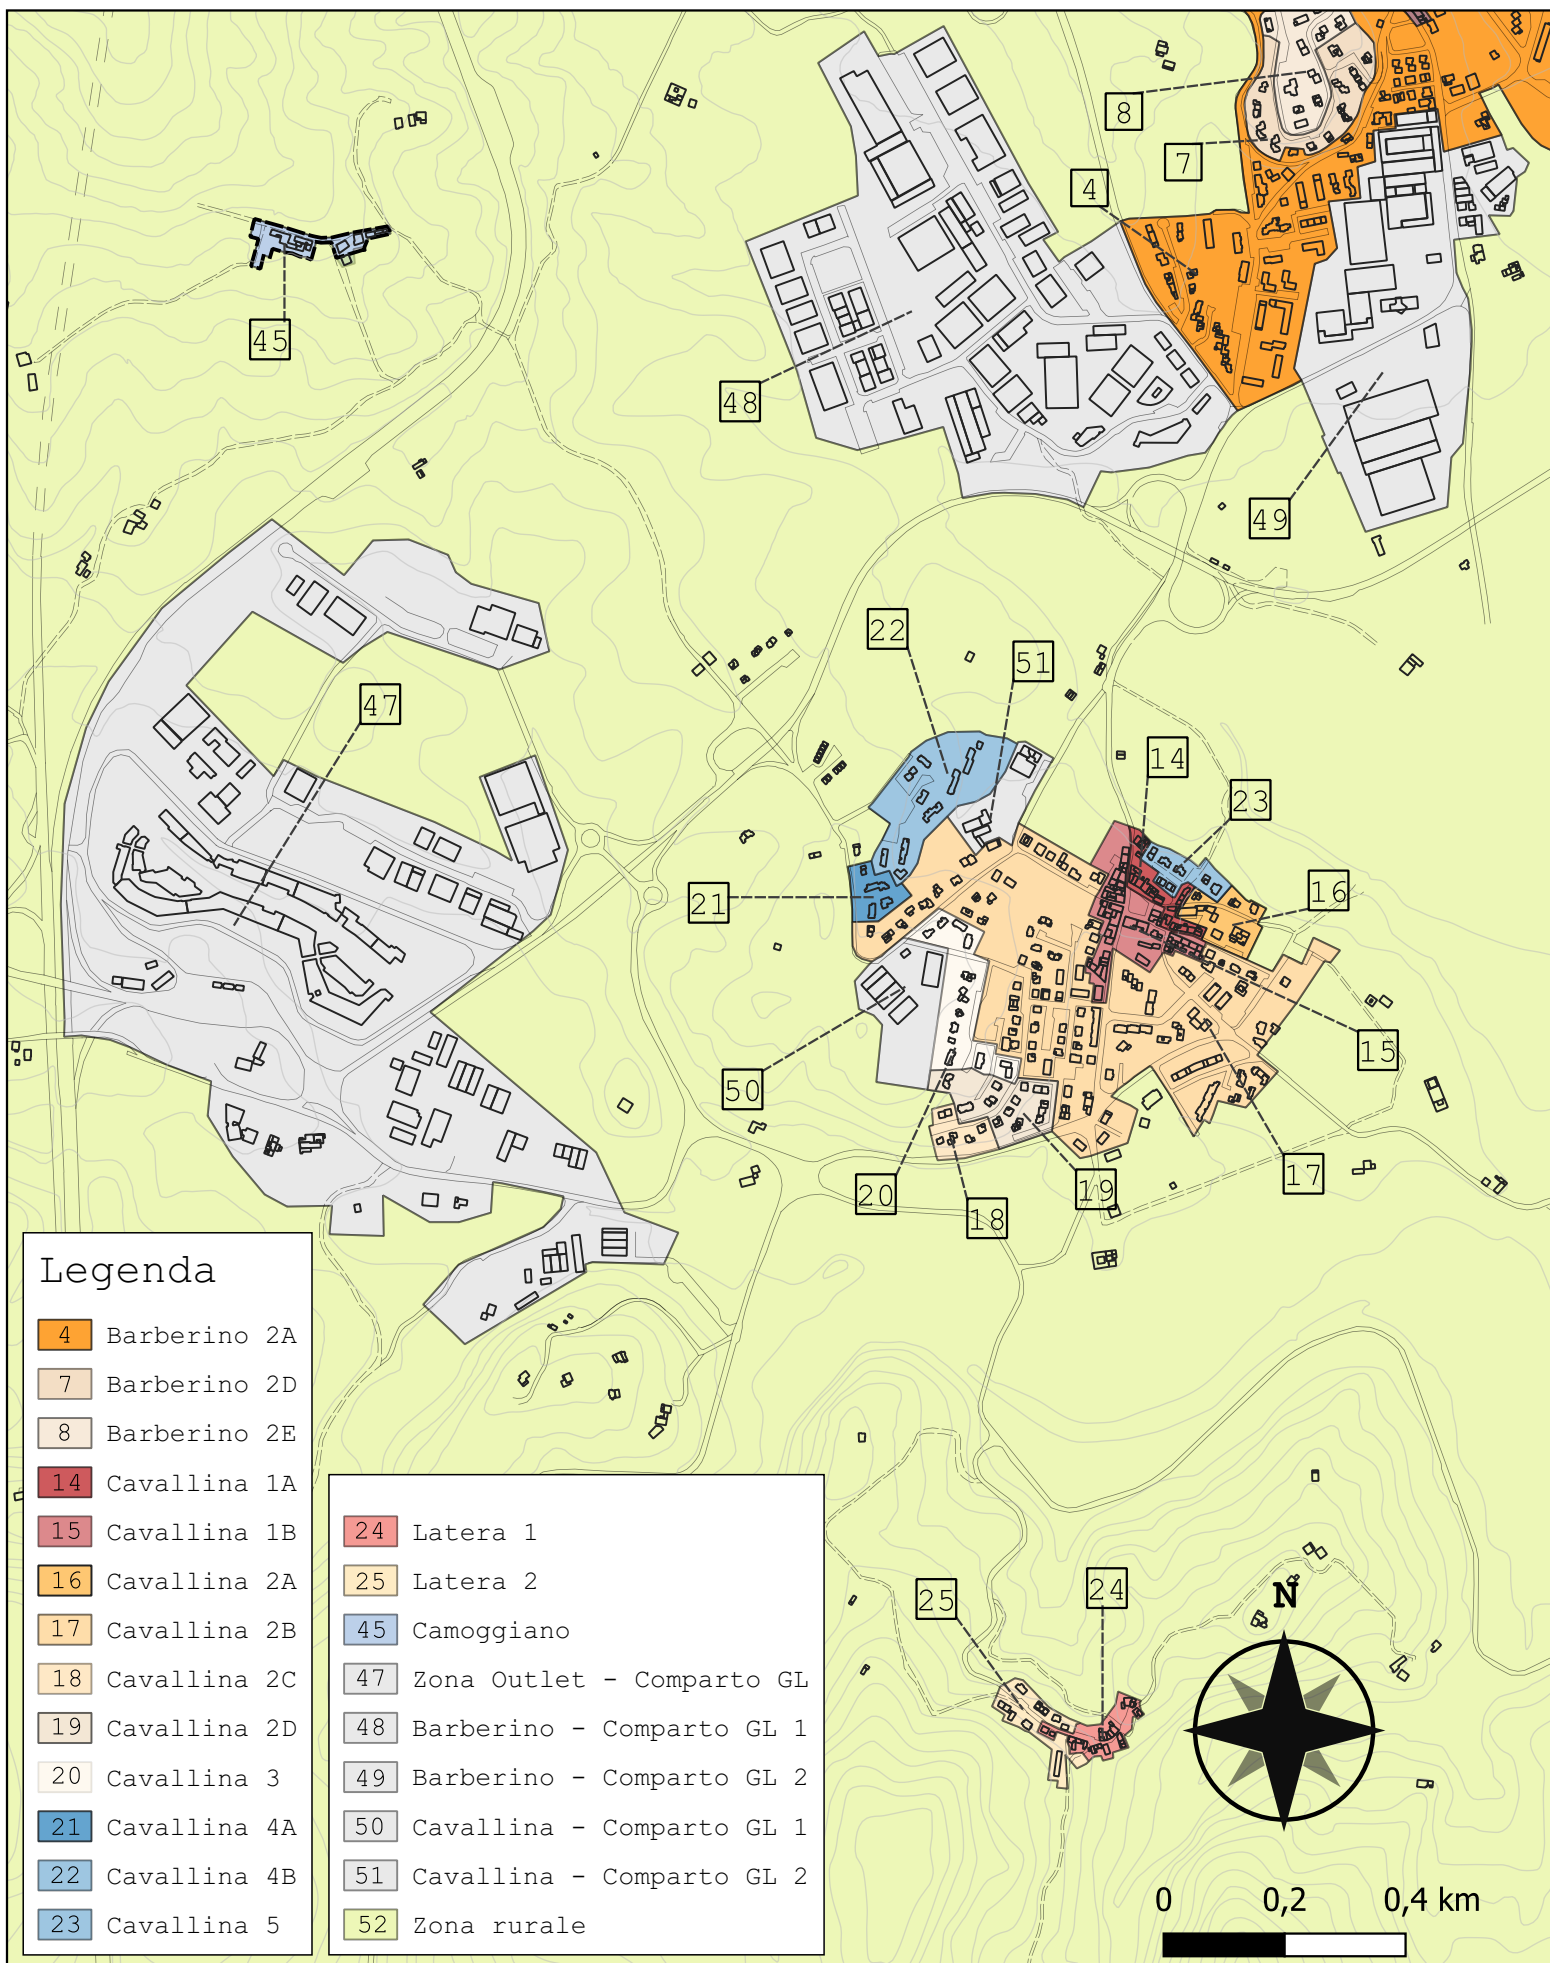 8
7
4
45
48
49
22
51
47
14
23
21
16
50
15
20
18
19
17
25
24
N
0 0,2 0,4 km
Legenda
4 Barberino 2A
7 Barberino 2D
8 Barberino 2E
14 Cavallina 1A
15 Cavallina 1B
16 Cavallina 2A
17 Cavallina 2B
18 Cavallina 2C
19 Cavallina 2D
20 Cavallina 3
21 Cavallina 4A
22 Cavallina 4B
23 Cavallina 5
24 Latera 1
25 Latera 2
45 Camoggiano
47 Zona Outlet - Comparto GL
48 Barberino - Comparto GL 1
49 Barberino - Comparto GL 2
50 Cavallina - Comparto GL 1
51 Cavallina - Comparto GL 2
52 Zona rurale